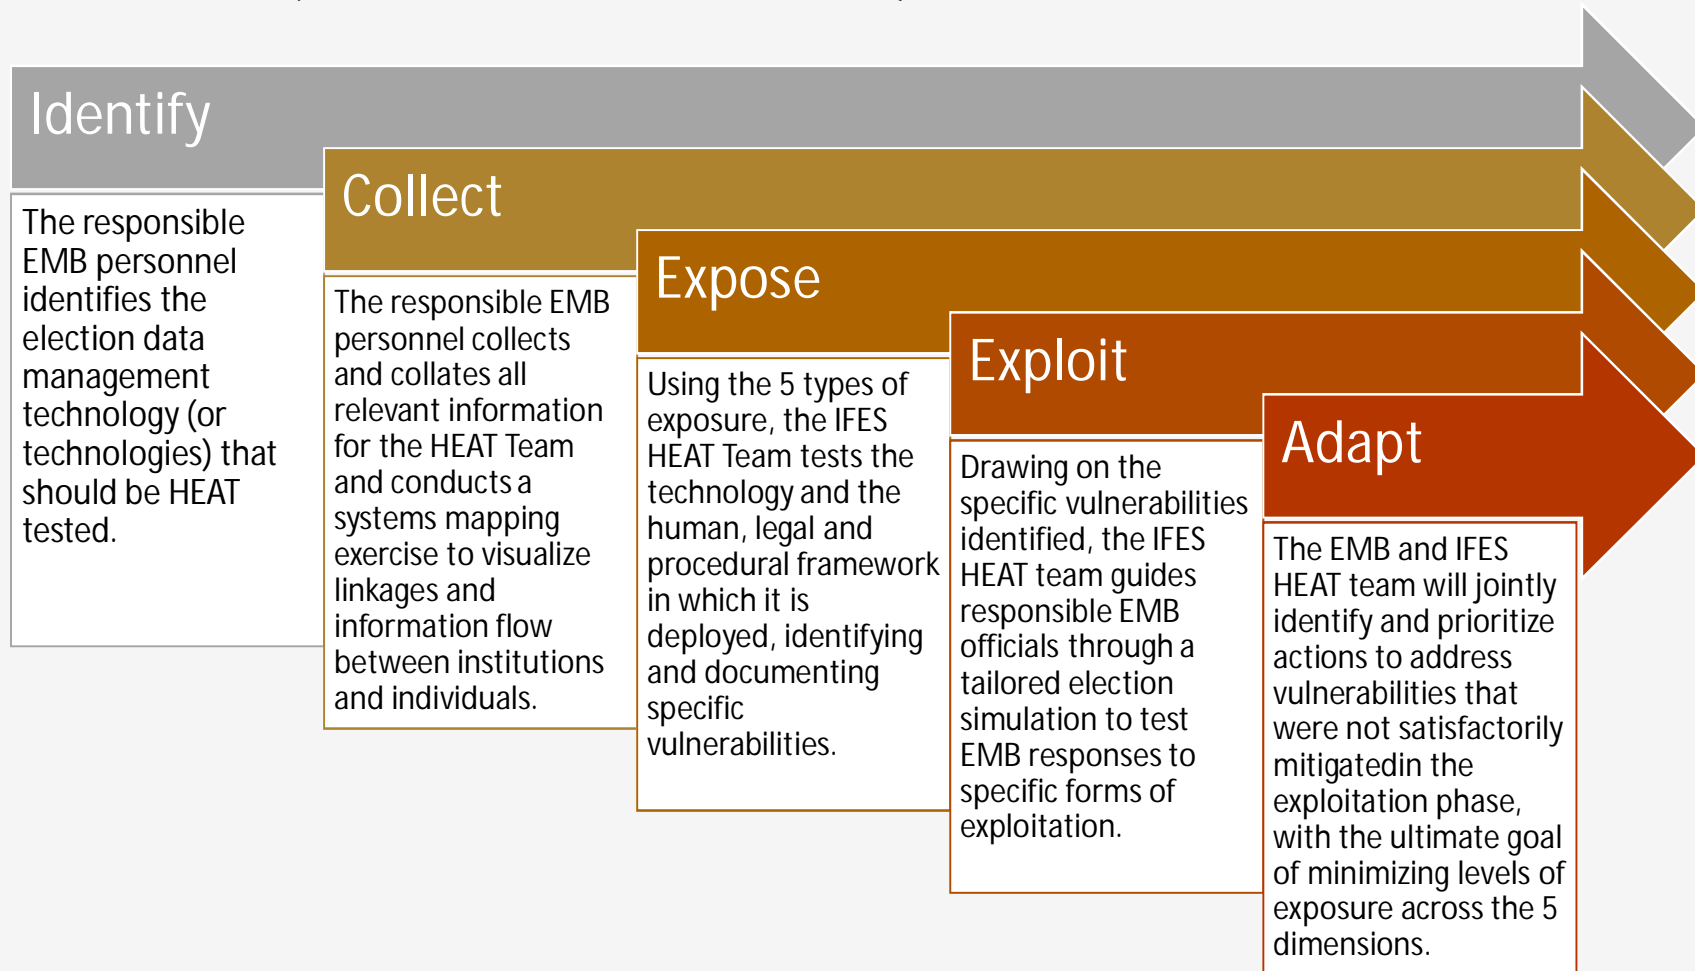 Identify
The responsible
EMB personnel
identifies the
election data
management
technology (or
technologies) that
should be HEAT
tested.
Collect
The responsible EMB
personnel collects
and collates all
relevant information
for the HEAT Team
and conducts a
systems mapping
exercise to visualize
linkages and
information flow
between institutions
and individuals.
Expose
Using the 5 types of
exposure, the IFES
HEAT Team tests the
technology and the
human, legal and
procedural framework
in which it is
deployed, identifying
and documenting
specific
vulnerabilities.
Exploit
Drawing on the
specific vulnerabilities
identified, the IFES
HEAT team guides
responsible EMB
officials through a
tailored election
simulation to test
EMB responses to
specific forms of
exploitation.
Adapt
The EMB and IFES
HEAT team will jointly
identify and prioritize
actions to address
vulnerabilities that
were not satisfactorily
mitigatedin the
exploitation phase,
with the ultimate goal
of minimizing levels of
exposure across the 5
dimensions.